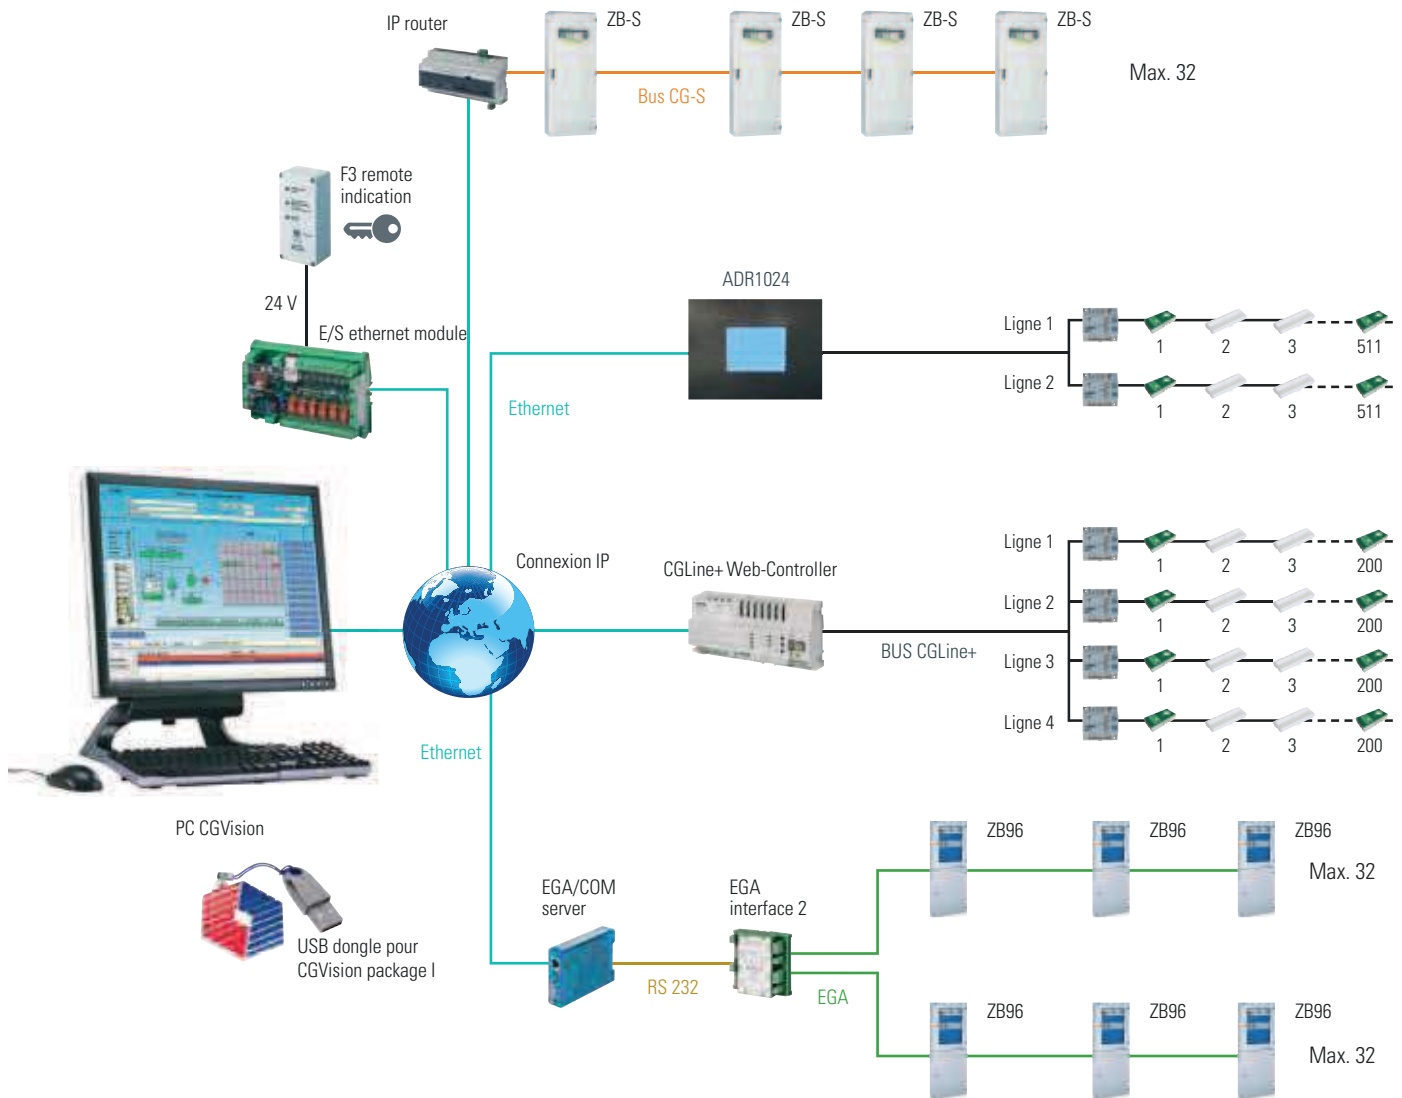 IP router
ZB-S
ZB-S
ZB-S
ZB-S
Max. 32
Bus CG-S
F3 remote
indication
24 V
E/S ethernet module
ADR1024
Ethernet
Ligne 1
1
2
3
511
Ligne 2
1
2
3
511
Connexion IP
CGLine+ Web-Controller
BUS CGLine+
Ligne 1
1
2
3
200
Ligne 2
1
2
3
200
Ligne 3
1
2
3
200
Ligne 4
1
2
3
200
Ethernet
PC CGVision
USB dongle pour
CGVision package I
EGA/COM
server
RS 232
EGA
interface 2
EGA
ZB96
ZB96
ZB96
Max. 32
ZB96
ZB96
ZB96
Max. 32